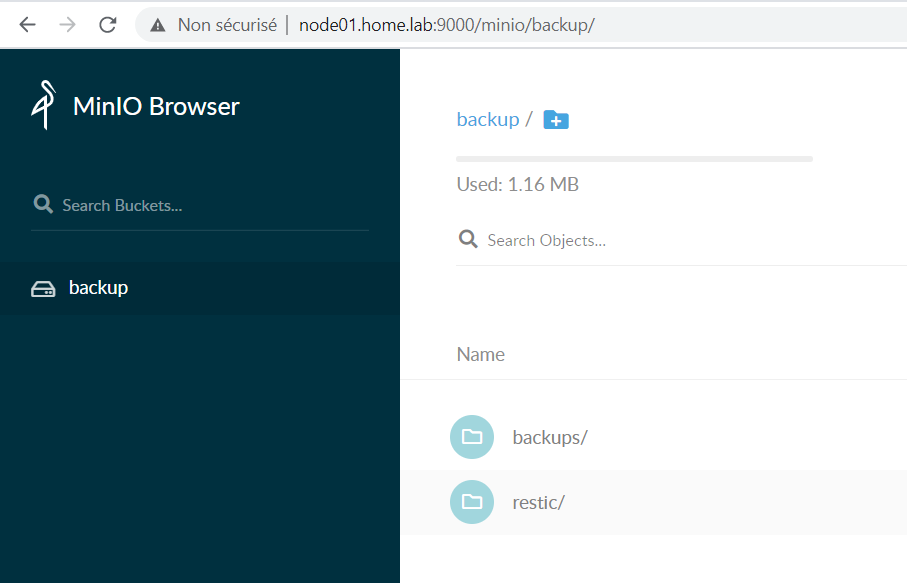 Non sécurisé | node01.home.lab:9000/minio/backup/
MinIO Browser
Search Buckets...
backup
backup /
Used: 1.16 MB
Search Objects...
Name
backups/
restic/